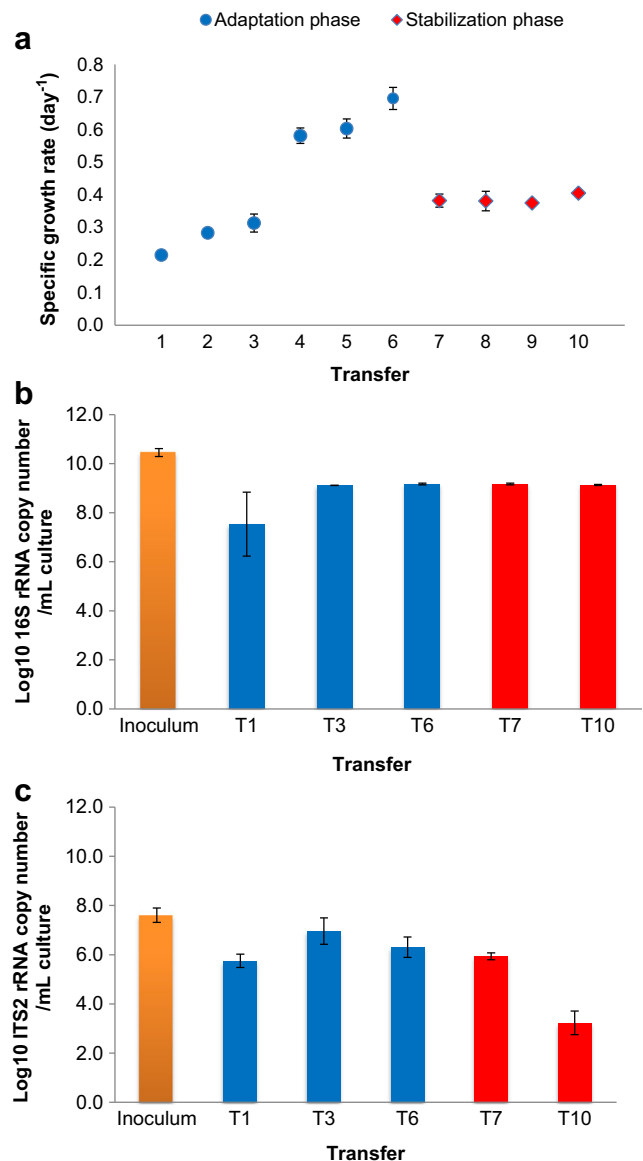 a
Adaptation phase
Stabilization phase
Specific growth rate (day-1)
0.8
0.7
0.6
0.5
0.4
0.3
0.2
0.1
0.0
1 2 3 4 5 6 7 8 9 10
Transfer
b
Log10 16S rRNA copy number
/mL culture
12.0
10.0
8.0
6.0
4.0
2.0
0.0
Inoculum T1 T3 T6 T7 T10
Transfer
c
Log10 ITS2 rRNA copy number
/mL culture
12.0
10.0
8.0
6.0
4.0
2.0
0.0
Inoculum T1 T3 T6 T7 T10
Transfer